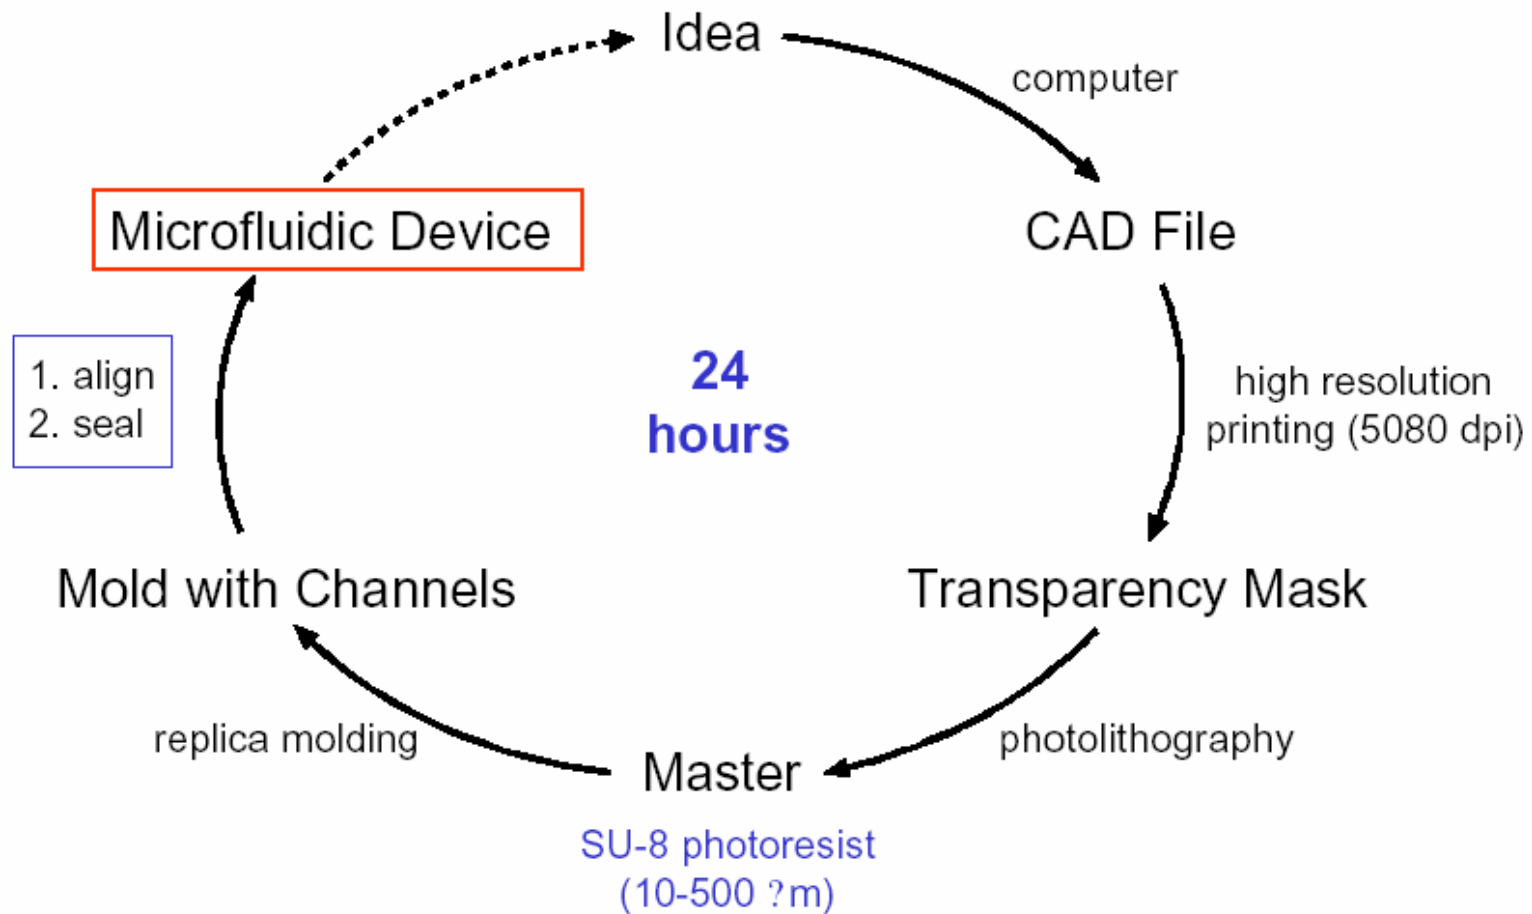 Idea
computer
Microfluidic Device
CAD File
1. align
2. seal
24
hours
high resolution
printing (5080 dpi)
Mold with Channels
Transparency Mask
replica molding
photolithography
Master
SU-8 photoresist
(10-500 ?m)